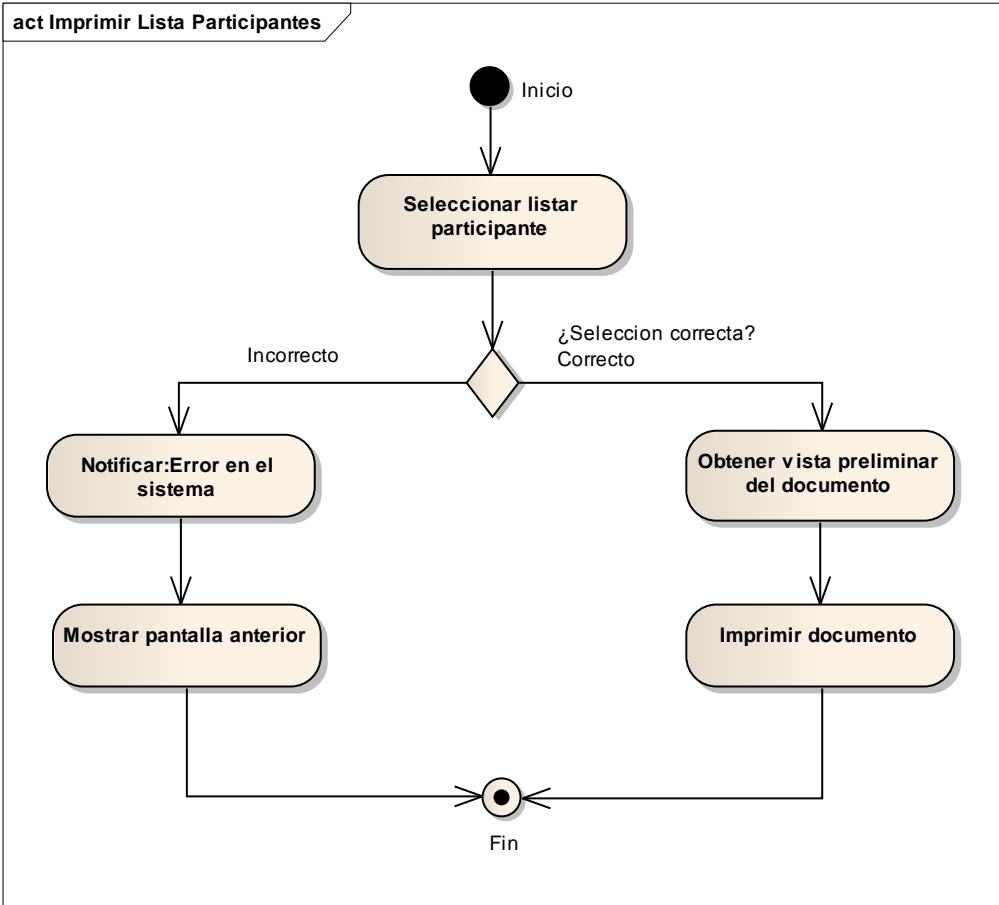 act Imprimir Lista Participantes
Inicio
Seleccionar listar
participante
¿Seleccion correcta?
Correcto
Incorrecto
Notificar:Error en el
sistema
Obtener vista preliminar
del documento
Mostrar pantalla anterior
Imprimir documento
Fin